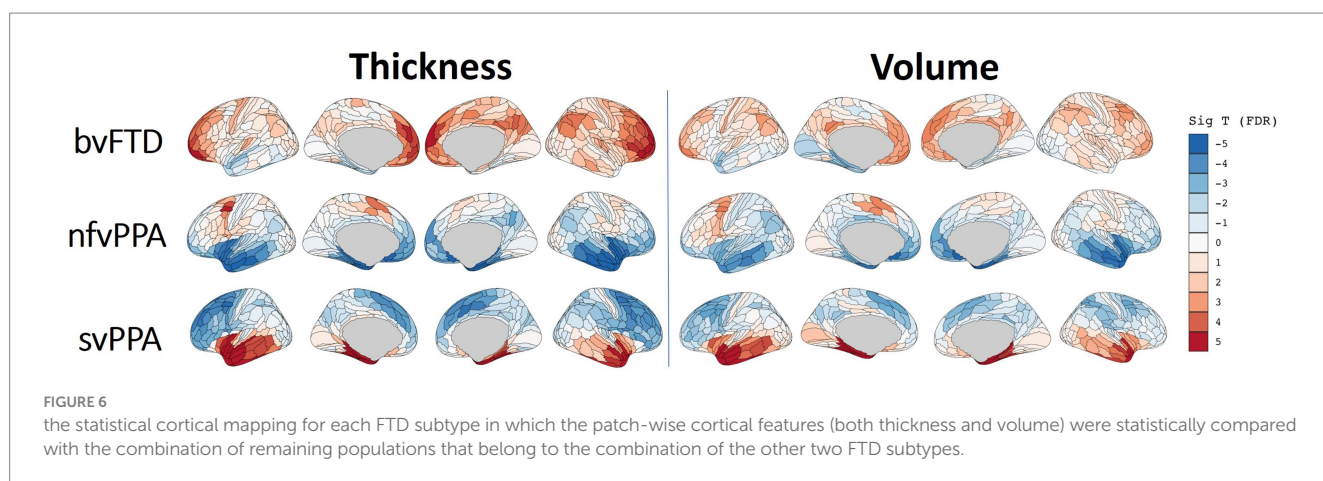 Thickness
Volume
bvFTD
nfvPPA
svPPA
Sig T (FDR)
-5
-4
-3
-2
-1
0
1
2
3
4
5
FIGURE 6
the statistical cortical mapping for each FTD subtype in which the patch-wise cortical features (both thickness and volume) were statistically compared
with the combination of remaining populations that belong to the combination of the other two FTD subtypes.